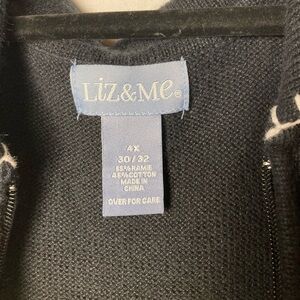 Liz&Me®
4X
30/32
55%RAMIE
45%COTTON
MADE IN
CHINA
OVER FOR CARE